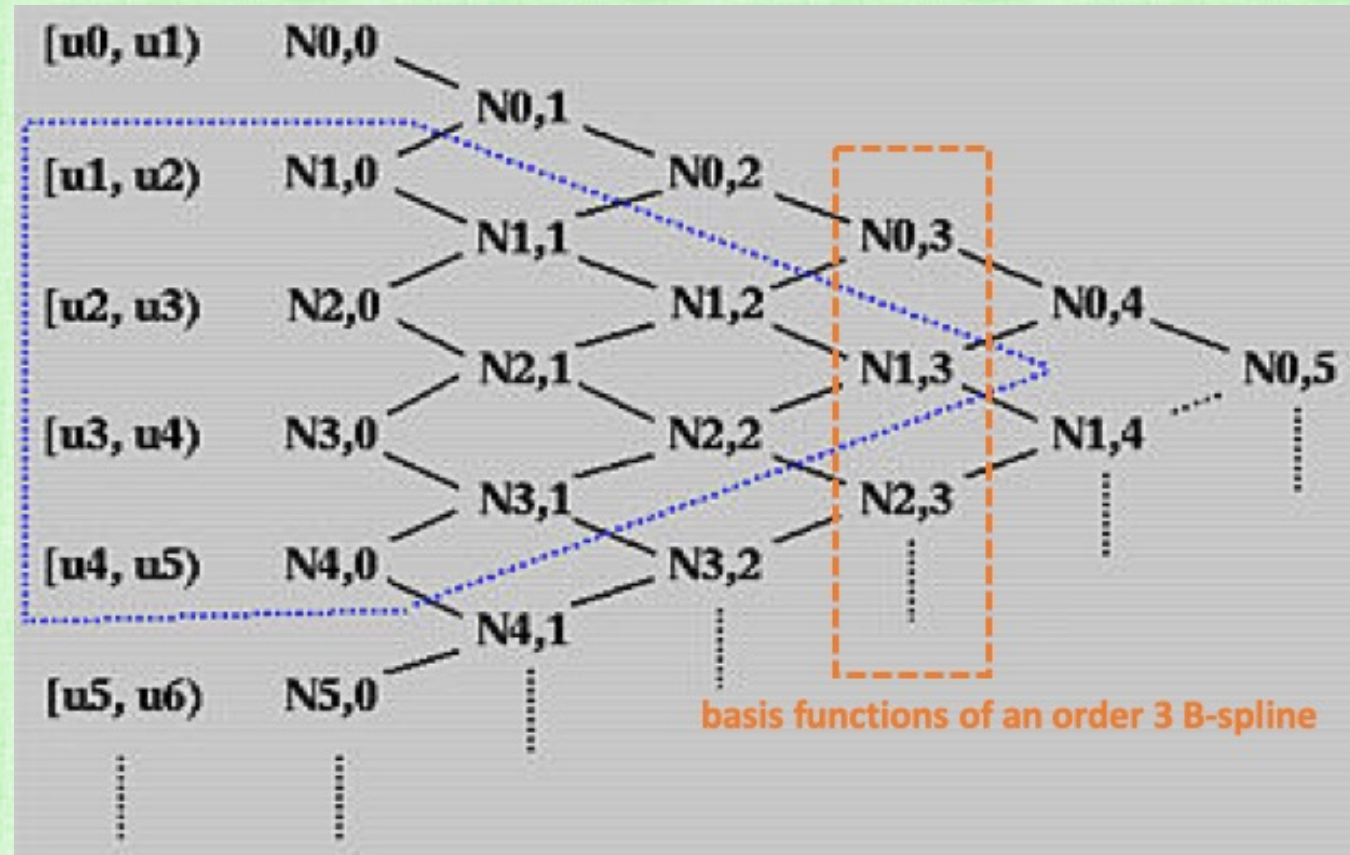 [u0, u1) N0,0
N0,1
[u1, u2) N1,0 N0,2
N1,1 N0,3
[u2, u3) N2,0 N1,2 N0,4
N2,1 N1,3 N0,5
[u3, u4) N3,0 N2,2 N1,4
N3,1 N2,3
[u4, u5) N4,0 N3,2
N4,1
[u5, u6) N5,0
basis functions of an order 3 B-spline